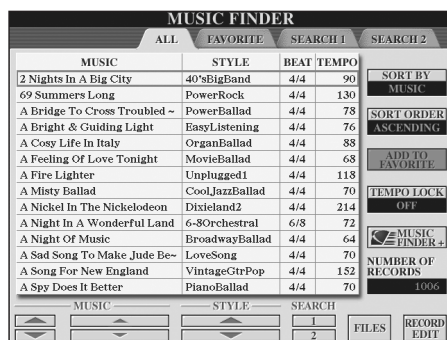 MUSIC FINDER
ALL FAVORITE SEARCH 1 SEARCH 2
MUSIC STYLE BEAT TEMPO
2 Nights In A Big City 40'sBigBand 4/4 90
69 Summers Long PowerRock 4/4 130
A Bridge To Cross Troubled ~ PowerBallad 4/4 78
A Bright & Guiding Light EasyListening 4/4 76
A Cosy Life In Italy OrganBallad 4/4 88
A Feeling Of Love Tonight MovieBallad 4/4 68
A Fire Lighter Unplugged1 4/4 118
A Misty Ballad CoolJazzBallad 4/4 70
A Nickel In The Nickelodeon Dixieland2 4/4 214
A Night In A Wonderful Land 6-8Orchestral 6/8 72
A Night Of Music BroadwayBallad 4/4 64
A Sad Song To Make Jude Be~ LoveSong 4/4 70
A Song For New England VintageGtrPop 4/4 152
A Spy Does It Better PianoBallad 4/4 70
SORT BY
MUSIC
SORT ORDER
ASCENDING
ADD TO
FAVORITE
TEMPO LOCK
OFF
MUSIC
FINDER +
NUMBER OF
RECORDS
1006
MUSIC STYLE SEARCH
1
2
FILES
RECORD
EDIT